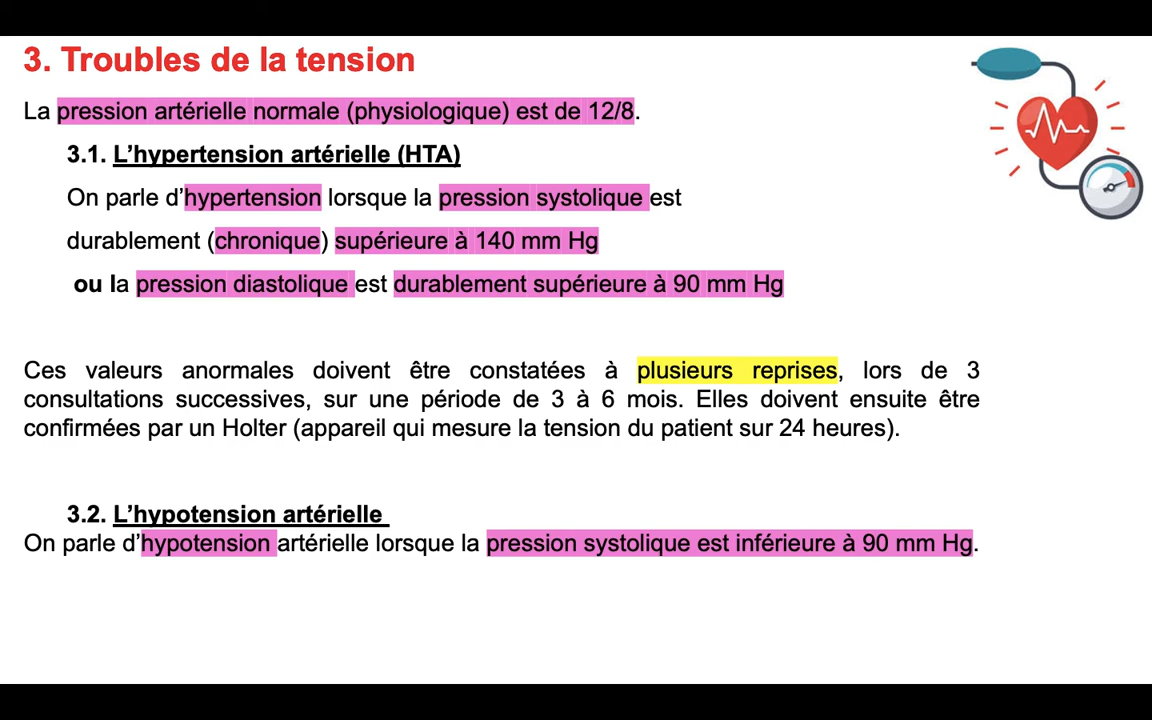 3. Troubles de la tension
La pression artérielle normale (physiologique) est de 12/8.
3.1. L’hypertension artérielle (HTA)
On parle d’hypertension lorsque la pression systolique est
durablement (chronique) supérieure à 140 mm Hg
ou la pression diastolique est durablement supérieure à 90 mm Hg
Ces valeurs anormales doivent être constatées à plusieurs reprises, lors de 3
consultations successives, sur une période de 3 à 6 mois. Elles doivent ensuite être
confirmées par un Holter (appareil qui mesure la tension du patient sur 24 heures).
3.2. L’hypotension artérielle
On parle d’hypotension artérielle lorsque la pression systolique est inférieure à 90 mm Hg.